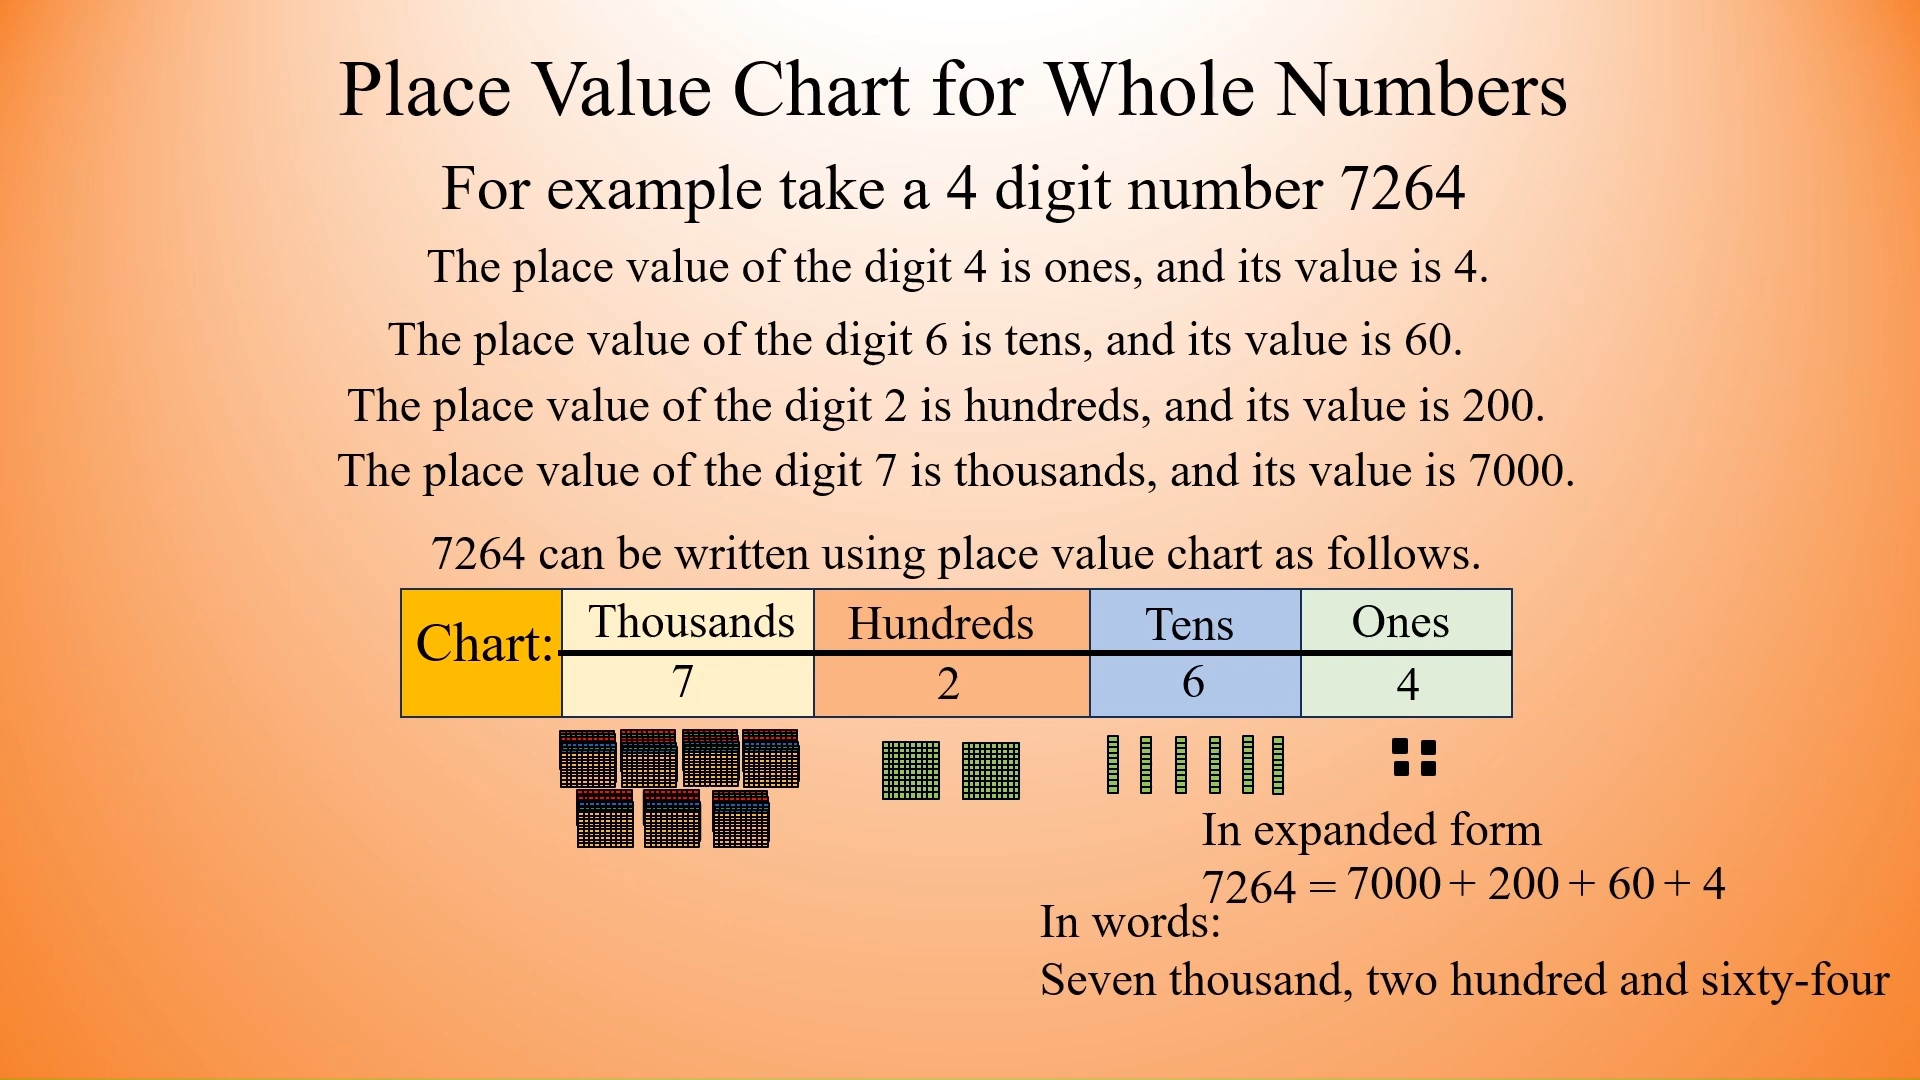 Place Value Chart for Whole Numbers
For example take a 4 digit number 7264
The place value of the digit 4 is ones, and its value is 4.
The place value of the digit 6 is tens, and its value is 60.
The place value of the digit 2 is hundreds, and its value is 200.
The place value of the digit 7 is thousands, and its value is 7000.
7264 can be written using place value chart as follows.
Chart: Thousands Hundreds Tens Ones
7 2 6 4
In expanded form
7264 = 7000 + 200 + 60 + 4
In words:
Seven thousand, two hundred and sixty-four